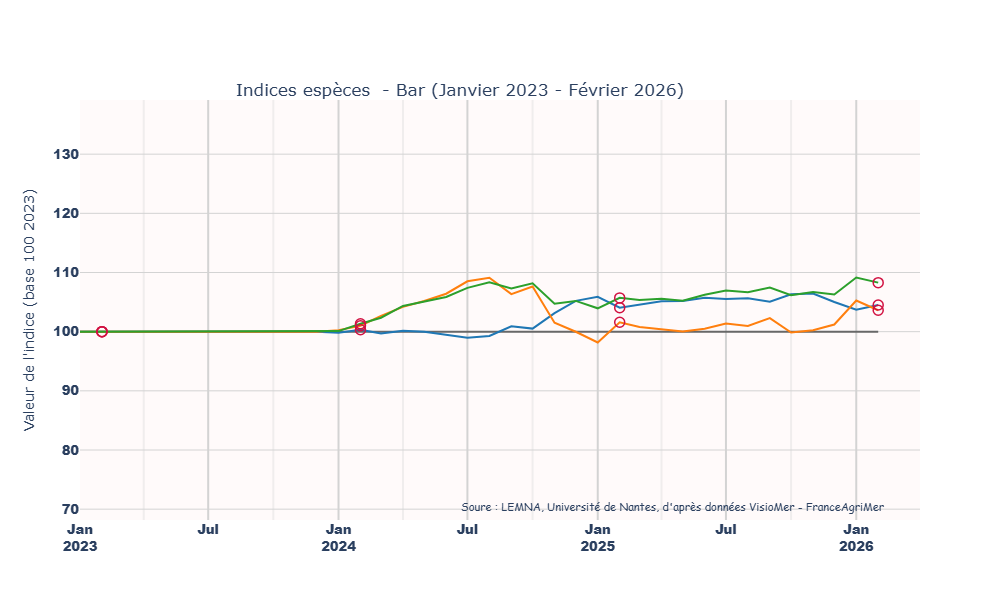 Indices espèces  - Bar (Janvier 2023 - Février 2026)
Valeur de l'indice (base 100 2023)
130
120
110
100
90
80
70
Soure : LEMNA, Université de Nantes, d'après données VisioMer - FranceAgriMer
Jan Jul Jan Jul Jan Jul Jan
2023 2024 2025 2026